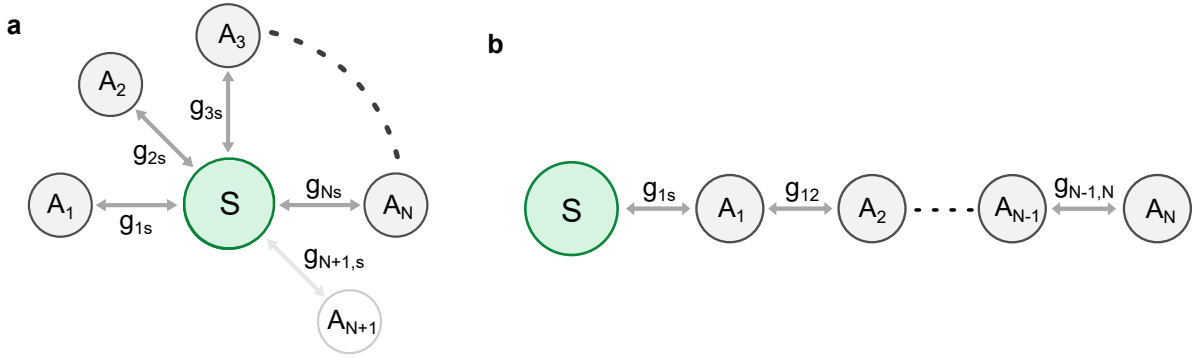 a
A3
A2
g3s
g2s
A1
g1s
S
gNs
AN
gN+1,s
AN+1
b
S
g1s
A1
g12
A2
AN-1
gN-1,N
AN